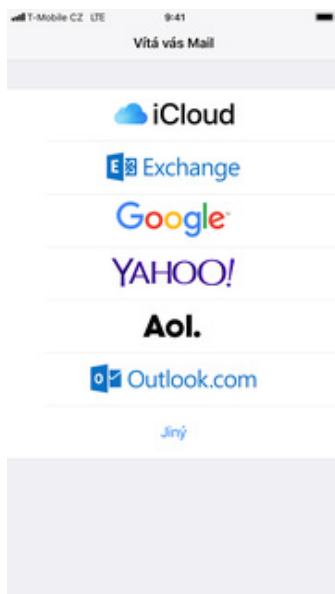 T-Mobile CZ LTE 9:41
Vítá vás Mail
iCloud
E Exchange
Google
YAHOO!
Aol.
o Outlook.com
Jiný